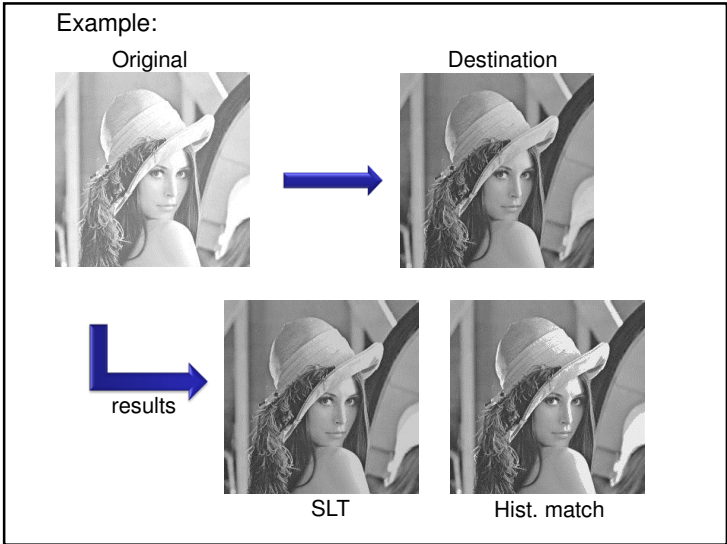 Example:
Original
Destination
results
SLT
Hist. match